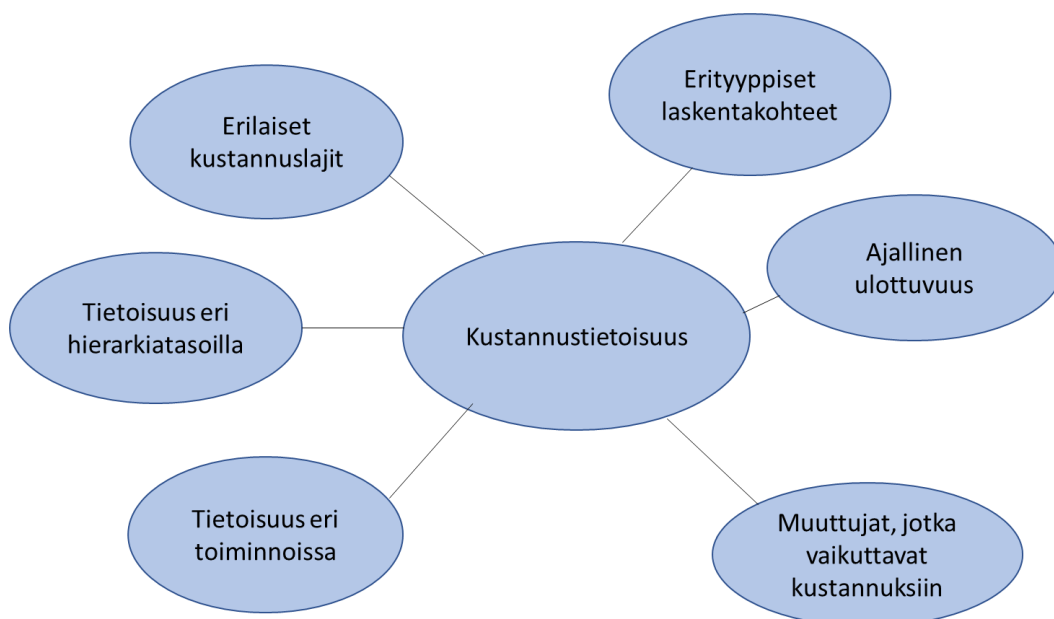 Erityyppiset
laskentakohteet
Erilaiset
kustannuslajit
Ajallinen
ulottuvuus
Tietoisuus eri
hierarkiatasoilla
Kustannustietoisuus
Tietoisuus eri
toiminnoissa
Muuttujat, jotka
vaikuttavat
kustannuksiin